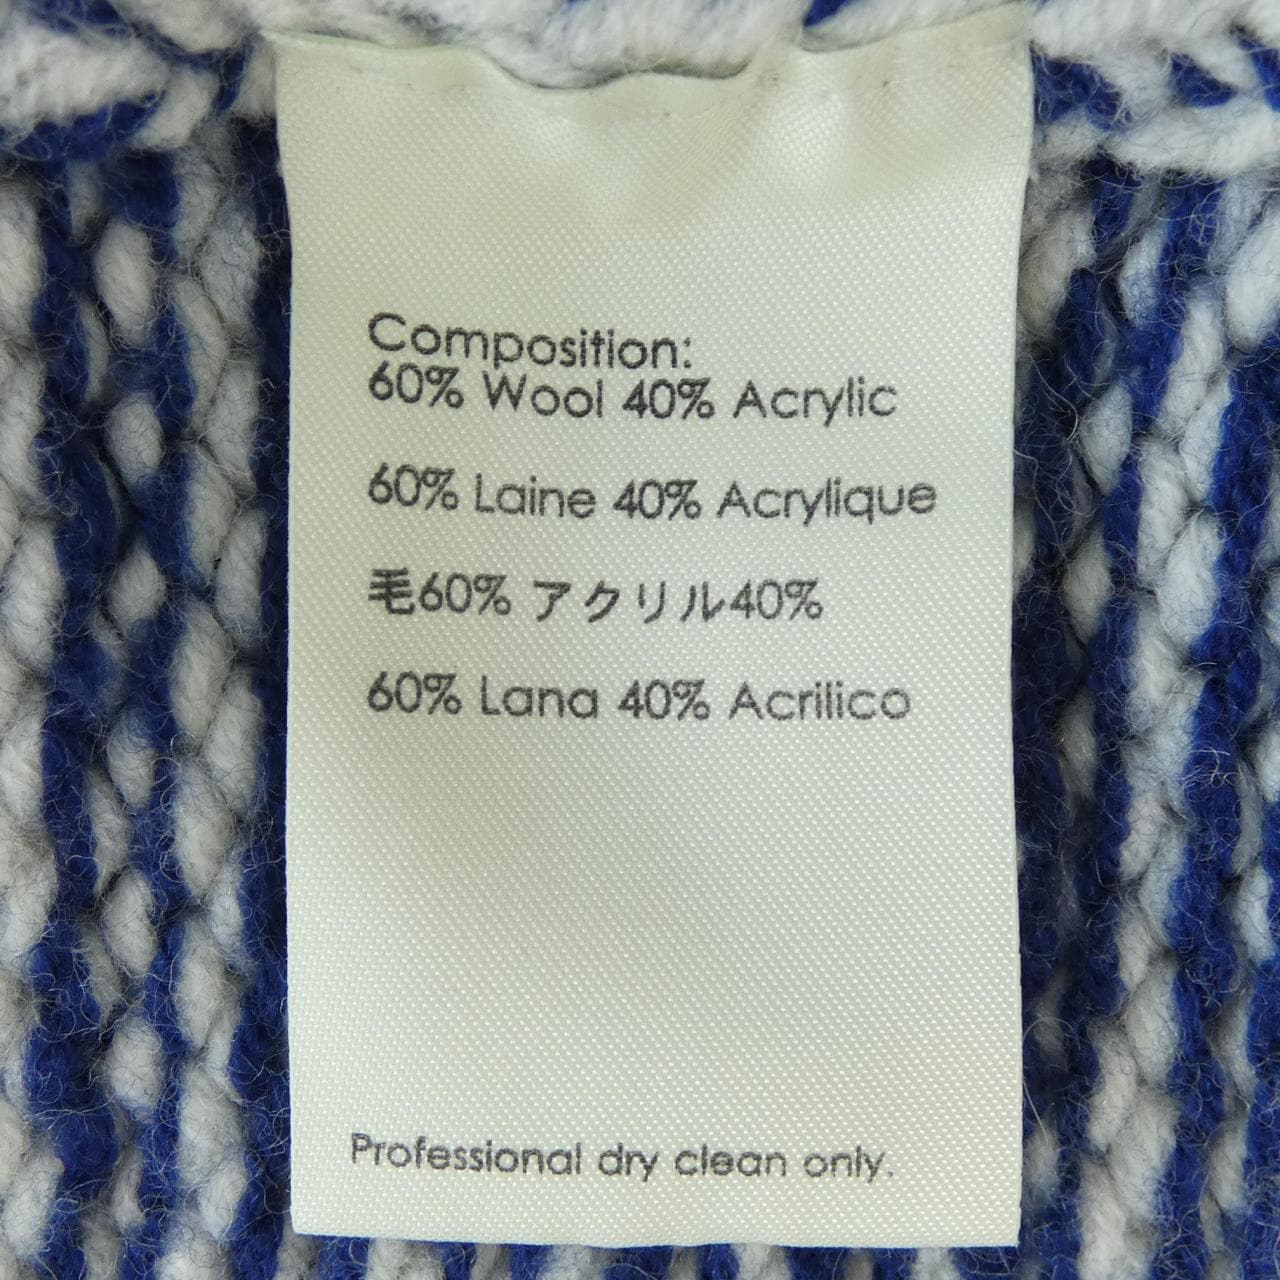 Composition:
60% Wool 40% Acrylic
60% Laine 40% Acrylique
毛60% アクリル40%
60% Lana 40% Acrilico
Professional dry clean only.